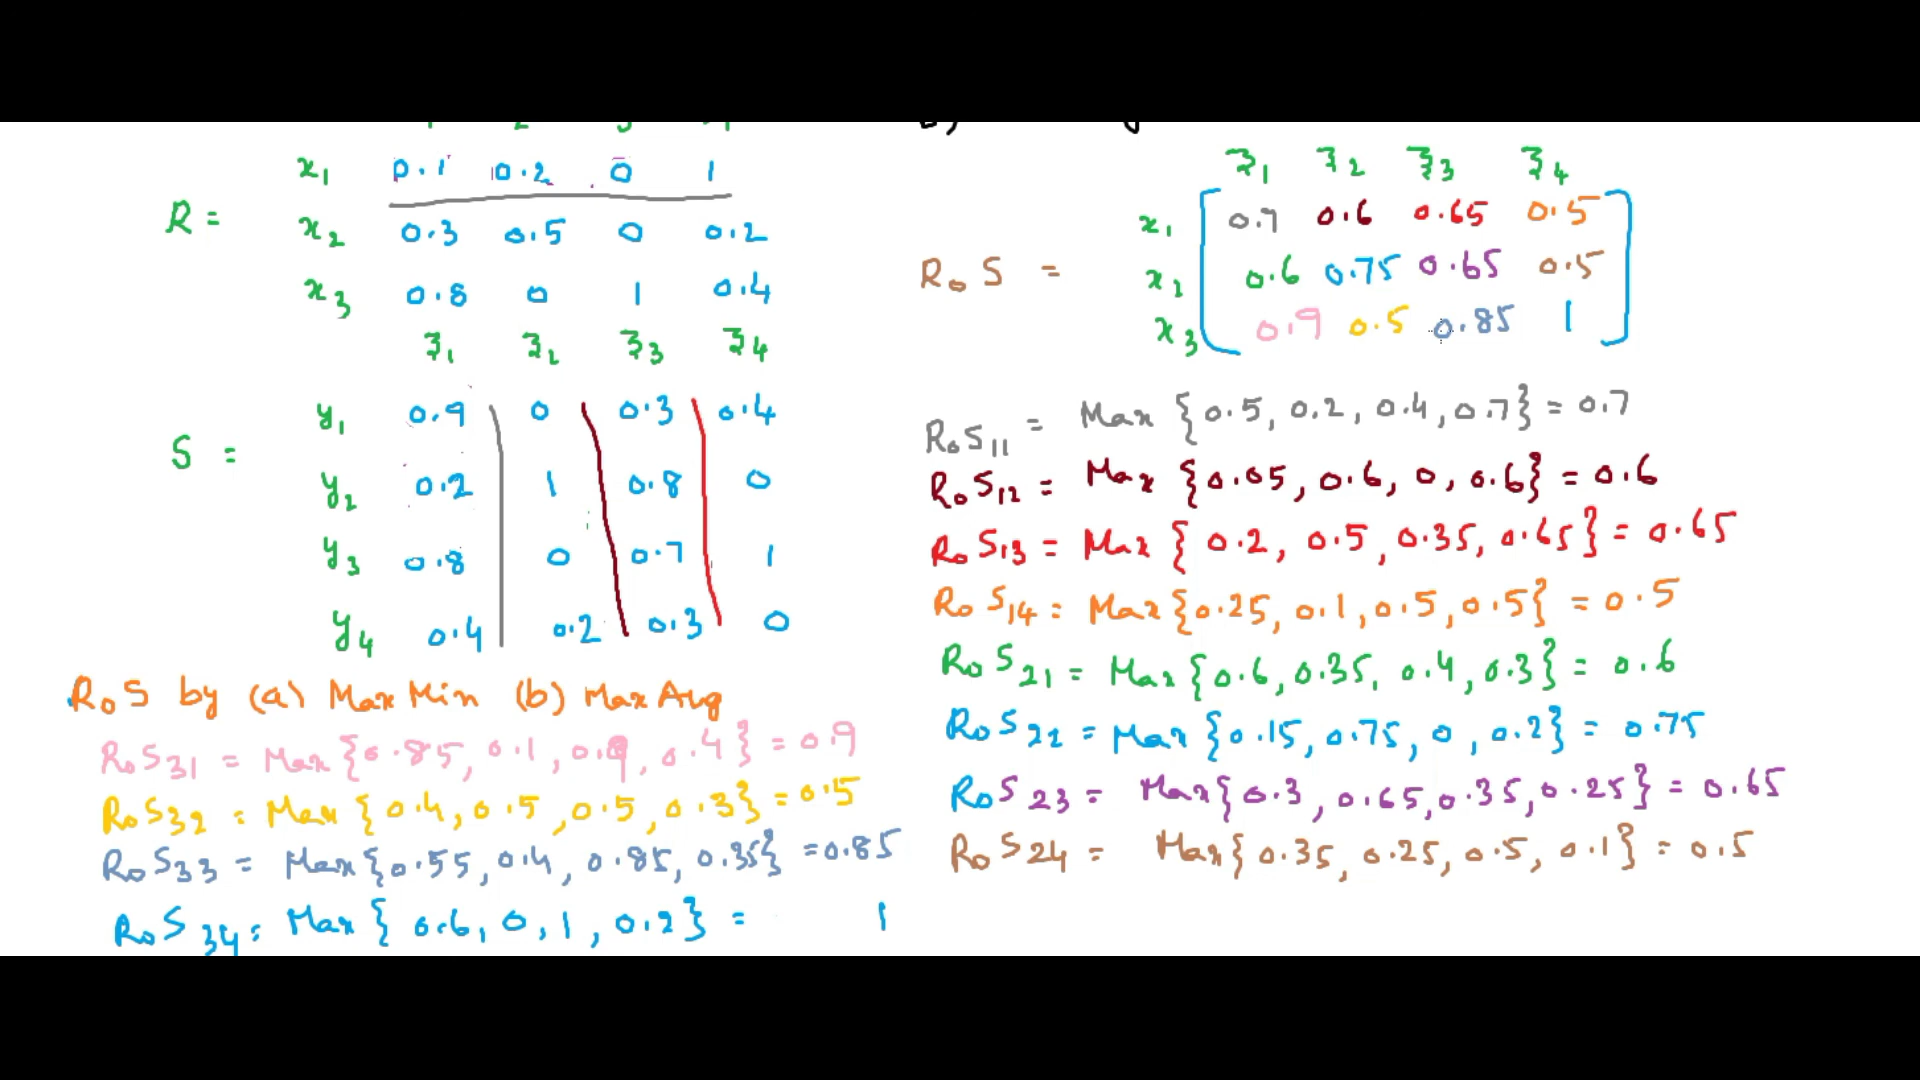 x1 0.1 0.2 0 1
R = x2 0.3 0.5 0 0.2
x3 0.8 0 1 0.4
z1 z2 z3 z4
y1 0.9 0 0.3 0.4
S = y2 0.2 1 0.8 0
y3 0.8 0 0.7 1
y4 0.4 0.2 0.3 0
RoS by (a) Max Min (b) Max Avg
RoS31 = Max{0.85, 0.1, 0.9, 0.4} = 0.9
RoS32 = Max{0.4, 0.5, 0.5, 0.3} = 0.5
RoS33 = Max{0.55, 0.4, 0.85, 0.35} = 0.85
RoS34 = Max{0.6, 0, 1, 0.2} = 1
z1 z2 z3 z4
x1 0.7 0.6 0.65 0.5
RoS = x2 0.6 0.75 0.65 0.5
x3 0.9 0.5 0.85 1
RoS11 = Max {0.5, 0.2, 0.4, 0.7} = 0.7
RoS12 = Max {0.05, 0.6, 0, 0.6} = 0.6
RoS13 = Max {0.2, 0.5, 0.35, 0.65} = 0.65
RoS14 = Max{0.25, 0.1, 0.5, 0.5} = 0.5
RoS21 = Max{0.6, 0.35, 0.4, 0.3} = 0.6
RoS22 = Max{0.15, 0.75, 0, 0.2} = 0.75
RoS23 = Max{0.3, 0.65, 0.35, 0.25} = 0.65
RoS24 = Max{0.35, 0.25, 0.5, 0.1} = 0.5